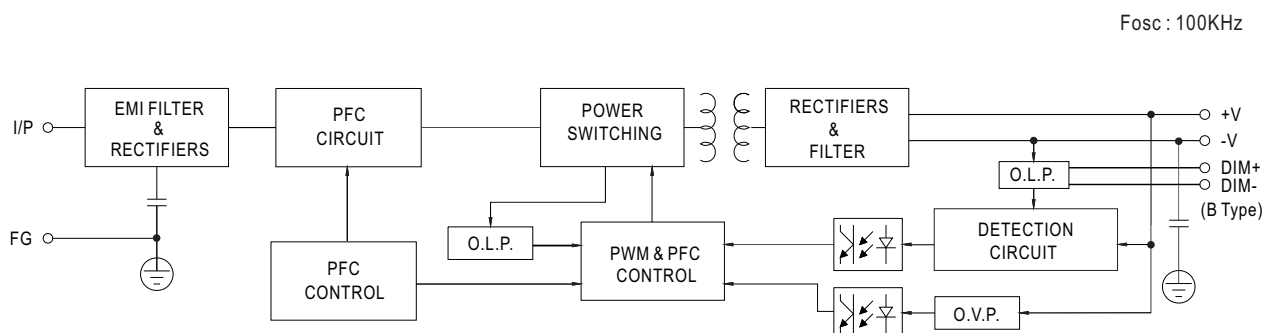 Fosc : 100KHz
EMI FILTER
&
RECTIFIERS
PFC
CIRCUIT
POWER
SWITCHING
RECTIFIERS
&
FILTER
I/P
+V
-V
O.L.P.
DIM+
DIM-
(B Type)
FG
O.L.P.
PFC
CONTROL
PWM & PFC
CONTROL
DETECTION
CIRCUIT
O.V.P.